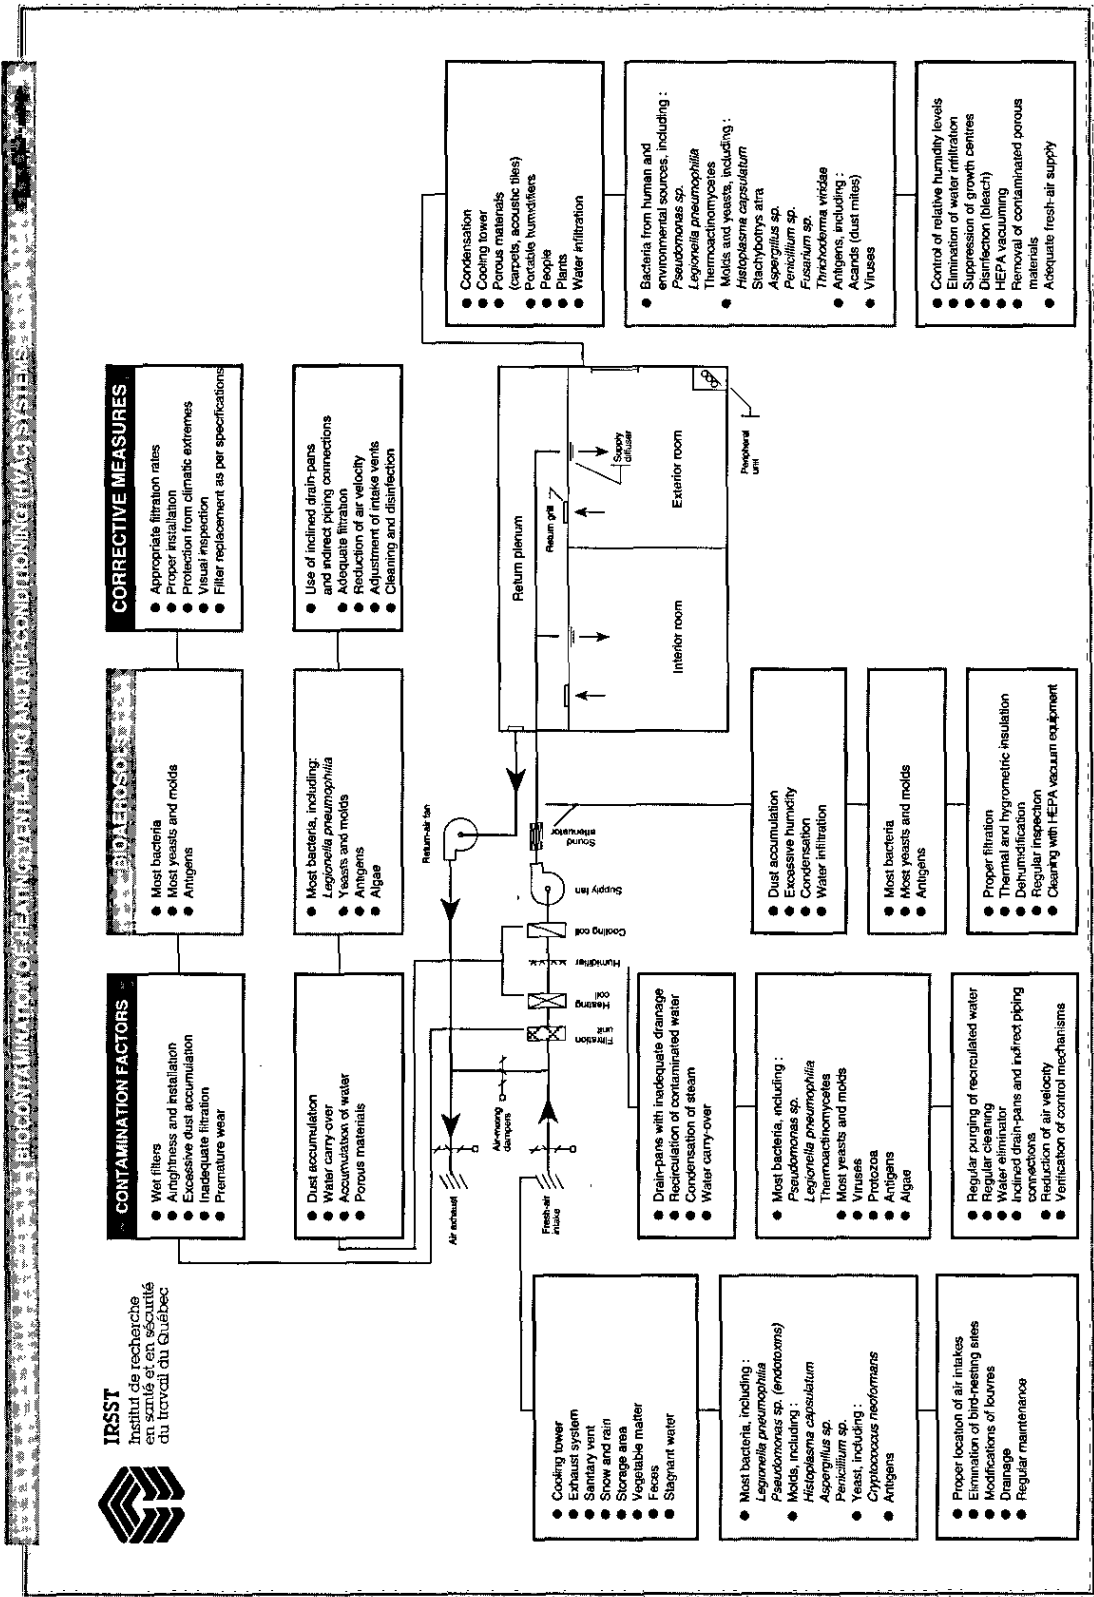 BIOCONTAMINATION OF HEATING, VENTILATING AND AIR-CONDITIONING (HVAC) SYSTEMS
IRSST
Institut de recherche
en santé et en sécurité
du travail du Québec
CONTAMINATION FACTORS
● Wet filters
● Airtightness and installation
● Excessive dust accumulation
● Inadequate filtration
● Premature wear
BIOAEROSOLS
● Most bacteria
● Most yeasts and molds
● Antigens
CORRECTIVE MEASURES
● Appropriate filtration rates
● Proper installation
● Protection from climatic extremes
● Visual inspection
● Filter replacement as per specifications
● Dust accumulation
● Water carry-over
● Accumulation of water
● Porous materials
● Most bacteria, including:
Legionella pneumophilia
● Yeasts and molds
● Antigens
● Algae
● Use of inclined drain-pans
and indirect piping connections
● Adequate filtration
● Reduction of air velocity
● Adjustment of intake vents
● Cleaning and disinfection
Air exhaust
Fresh-air
intake
Air-mixing
dampers
Filtration
unit
Heating
coil
Humidifier
Cooling coil
Supply fan
Sound
attenuator
Return-air fan
Return plenum
Return grill
Supply
diffuser
Interior room
Exterior room
Peripheral
unit
● Cooling tower
● Exhaust system
● Sanitary vent
● Snow and rain
● Storage area
● Vegetable matter
● Feces
● Stagnant water
● Most bacteria, including :
Legionella pneumophilia
Pseudomonas sp. (endotoxins)
● Molds, including :
Histoplasma capsulatum
Aspergillus sp.
Penicillium sp.
● Yeast, including :
Cryptococcus neoformans
● Antigens
● Proper location of air intakes
● Elimination of bird-nesting sites
● Modifications of louvres
● Drainage
● Regular maintenance
● Drain-pans with inadequate drainage
● Recirculation of contaminated water
● Condensation of steam
● Water carry-over
● Most bacteria, including :
Pseudomonas sp.
Legionella pneumophilia
Thermoactinomycetes
● Most yeasts and molds
● Viruses
● Protozoa
● Antigens
● Algae
● Regular purging of recirculated water
● Regular cleaning
● Water eliminator
● Inclined drain-pans and indirect piping
connections
● Reduction of air velocity
● Verification of control mechanisms
● Dust accumulation
● Excessive humidity
● Condensation
● Water infiltration
● Most bacteria
● Most yeasts and molds
● Antigens
● Proper filtration
● Thermal and hygrometric insulation
● Dehumidification
● Regular inspection
● Cleaning with HEPA vacuum equipment
● Condensation
● Cooling tower
● Porous materials
(carpets, acoustic tiles)
● Portable humidifiers
● People
● Plants
● Water infiltration
● Bacteria from human and
environmental sources, including :
Pseudomonas sp.
Legionella pneumophilia
Thermoactinomycetes
● Molds and yeasts, including :
Histoplasma capsulatum
Stachybotrys atra
Aspergillus sp.
Penicillium sp.
Fusarium sp.
Thrichoderma viridae
● Antigens, including :
Acarids (dust mites)
● Viruses
● Control of relative humidity levels
● Elimination of water infiltration
● Suppression of growth centres
● Disinfection (bleach)
● HEPA vacuuming
● Removal of contaminated porous
materials
● Adequate fresh-air supply